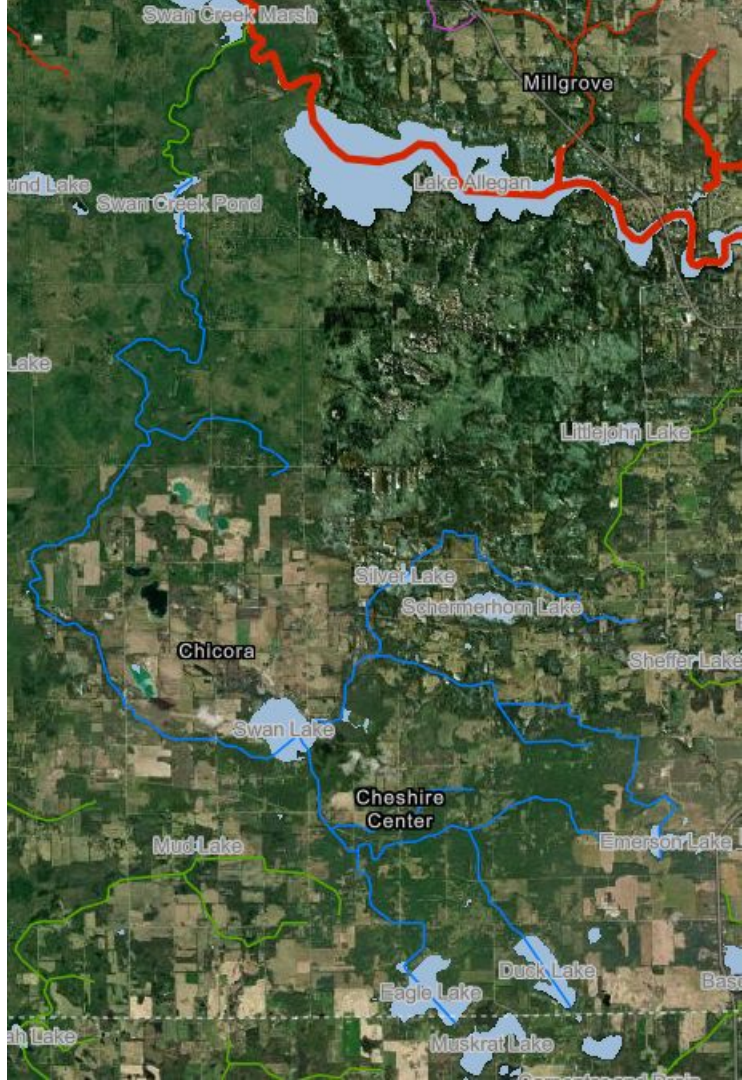 Swan Creek Marsh
Millgrove
Lake Allegan
und Lake
Swan Creek Pond
Lake
Littlejohn Lake
Silver Lake
Schermerhorn Lake
Chicora
Sheffer Lake
Swan Lake
Cheshire
Center
Mud Lake
Emerson Lake
Duck Lake
Eagle Lake
Bas
ah Lake
Muskrat Lake